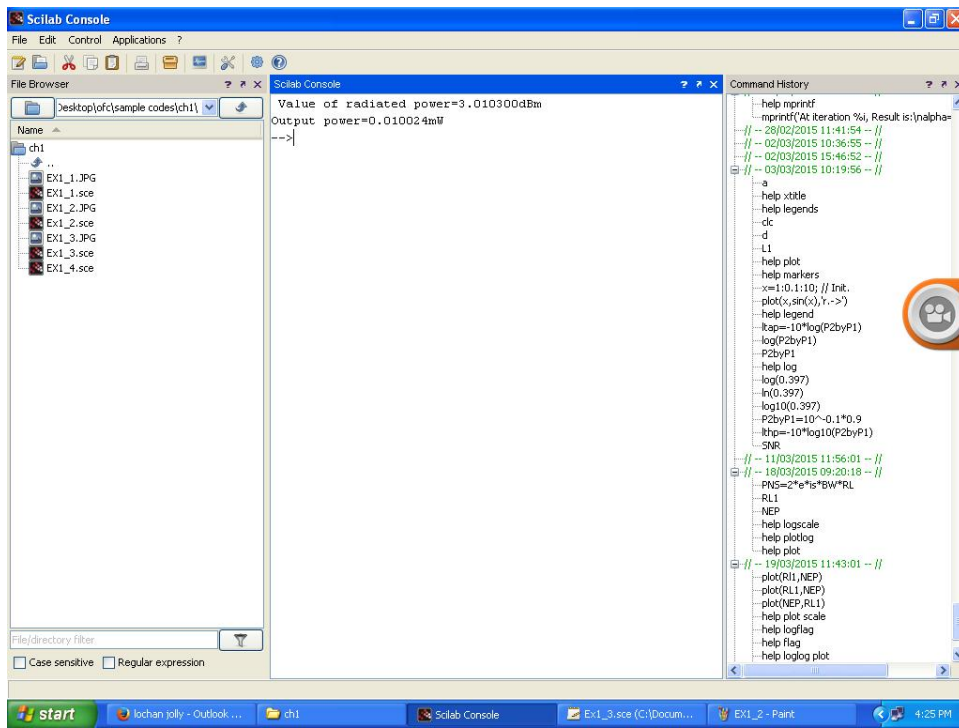 Scilab Console
File Edit Control Applications ?
File Browser ? X
Desktop\ofc\sample codes\ch1\
Name
ch1
..
EX1_1.JPG
EX1_1.sce
EX1_2.JPG
Ex1_2.sce
EX1_3.JPG
Ex1_3.sce
EX1_4.sce
File/directory filter
Case sensitive Regular expression
Scilab Console ? X
Value of radiated power=3.010300dBm
Output power=0.010024mW
-->
Command History ?
help mprintf
mprintf('At iteration %i, Result is:\nalpha=
// -- 28/02/2015 11:41:54 -- //
// -- 02/03/2015 10:36:55 -- //
// -- 02/03/2015 15:46:52 -- //
// -- 03/03/2015 10:19:56 -- //
a
help xtitle
help legends
clc
d
L1
help plot
help markers
x=1:0.1:10; // Init.
plot(x,sin(x),'r.->')
help legend
ltap=-10*log(P2byP1)
log(P2byP1)
P2byP1
help log
log(0.397)
ln(0.397)
log10(0.397)
P2byP1=10^-0.1*0.9
lthp=-10*log10(P2byP1)
SNR
// -- 11/03/2015 11:56:01 -- //
// -- 18/03/2015 09:20:18 -- //
PNS=2*e*is*BW*RL
RL1
NEP
help logscale
help plotlog
help plot
// -- 19/03/2015 11:43:01 -- //
plot(Rl1,NEP)
plot(RL1,NEP)
plot(NEP,RL1)
help plot scale
help logflag
help flag
help loglog plot
start
lochan jolly - Outlook ...
ch1
Scilab Console
Ex1_3.sce (C:\Docum...
EX1_2 - Paint
4:25 PM